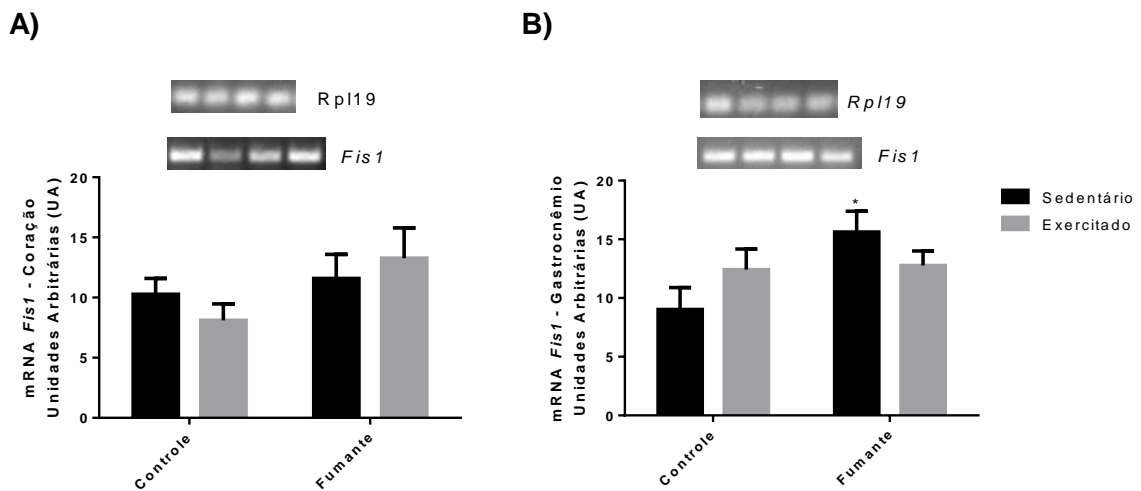 A)
Rpl19
Fis1
mRNA Fis1 - Coração
Unidades Arbitrárias (UA)
20
15
10
5
0
Controle
Fumante
B)
Rpl19
Fis1
mRNA Fis1 - Gastrocnêmio
Unidades Arbitrárias (UA)
20
15
10
5
0
*
Controle
Fumante
Sedentário
Exercitado